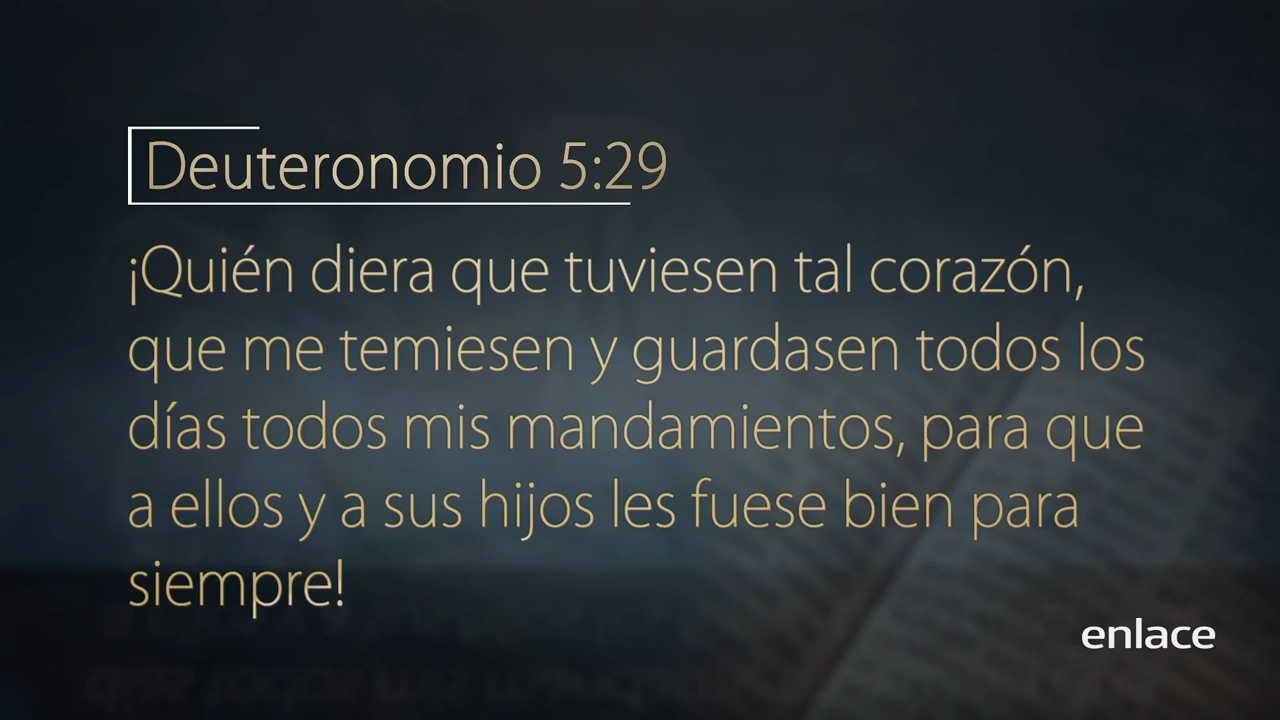 Deuteronomio 5:29
¡Quién diera que tuviesen tal corazón,
que me temiesen y guardasen todos los
días todos mis mandamientos, para que
a ellos y a sus hijos les fuese bien para
siempre!
enlace